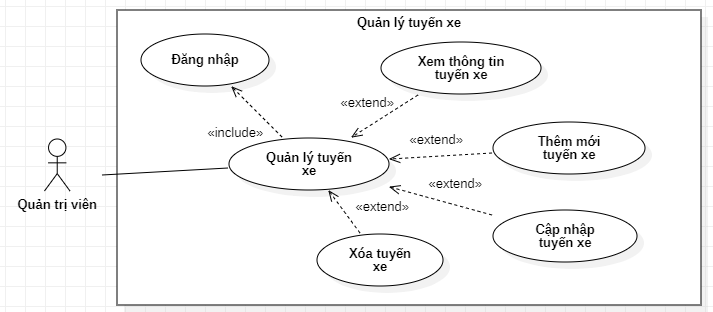 Quản lý tuyến xe
Đăng nhập
Xem thông tin
tuyến xe
«extend»
«include»
«extend»
Thêm mới
tuyến xe
Quản lý tuyến
xe
«extend»
Quản trị viên
«extend»
Cập nhập
tuyến xe
Xóa tuyến
xe